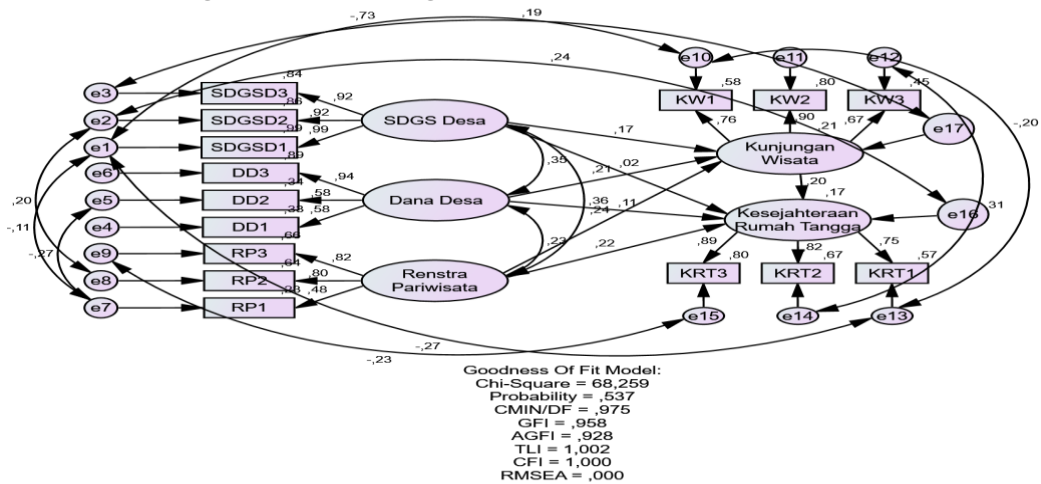 -,73
,19
,24
e10
e11
e12
,84
e3
SDGSD3
,92
,58
,80
,45
KW1
KW2
KW3
e2
SDGSD2
,92
SDGS Desa
,76
,90
,67
e17
-,20
,99
,99
e1
SDGSD1
,17
,21
Kunjungan
Wisata
,89
e6
DD3
,94
,35
,02
,21
,20
,17
,34
e5
DD2
,58
Dana Desa
,36
,11
,24
Kesejahteraan
Rumah Tangga
e16
,31
,20
-,11
e4
DD1
,58
,22
,66
e9
RP3
,82
,89
,82
,75
-,27
,64
,80
,67
,57
e8
RP2
,80
Renstra
Pariwisata
KRT3
KRT2
KRT1
,48
e7
RP1
e15
e14
e13
-,27
-,23
Goodness Of Fit Model:
Chi-Square = 68,259
Probability = ,537
CMIN/DF = ,975
GFI = ,958
AGFI = ,928
TLI = 1,002
CFI = 1,000
RMSEA = ,000